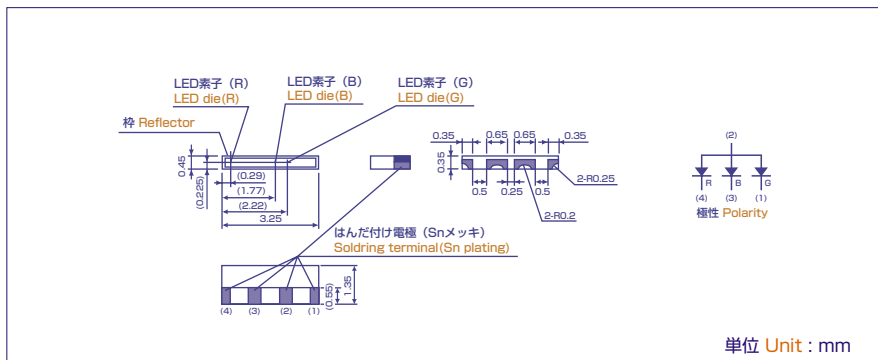 LED素子（R）
LED die(R)
LED素子（B）
LED die(B)
LED素子（G）
LED die(G)
枠 Reflector
0.45
(0.225)
(0.29)
(1.77)
(2.22)
3.25
0.35
0.65
0.65
0.35
0.35
0.5
0.25
0.5
2-R0.25
2-R0.2
(2)
R
B
G
(4)
(3)
(1)
極性 Polarity
はんだ付け電極（Snメッキ）
Soldring terminal(Sn plating)
(0.55)
1.35
(4)
(3)
(2)
(1)
単位 Unit : mm